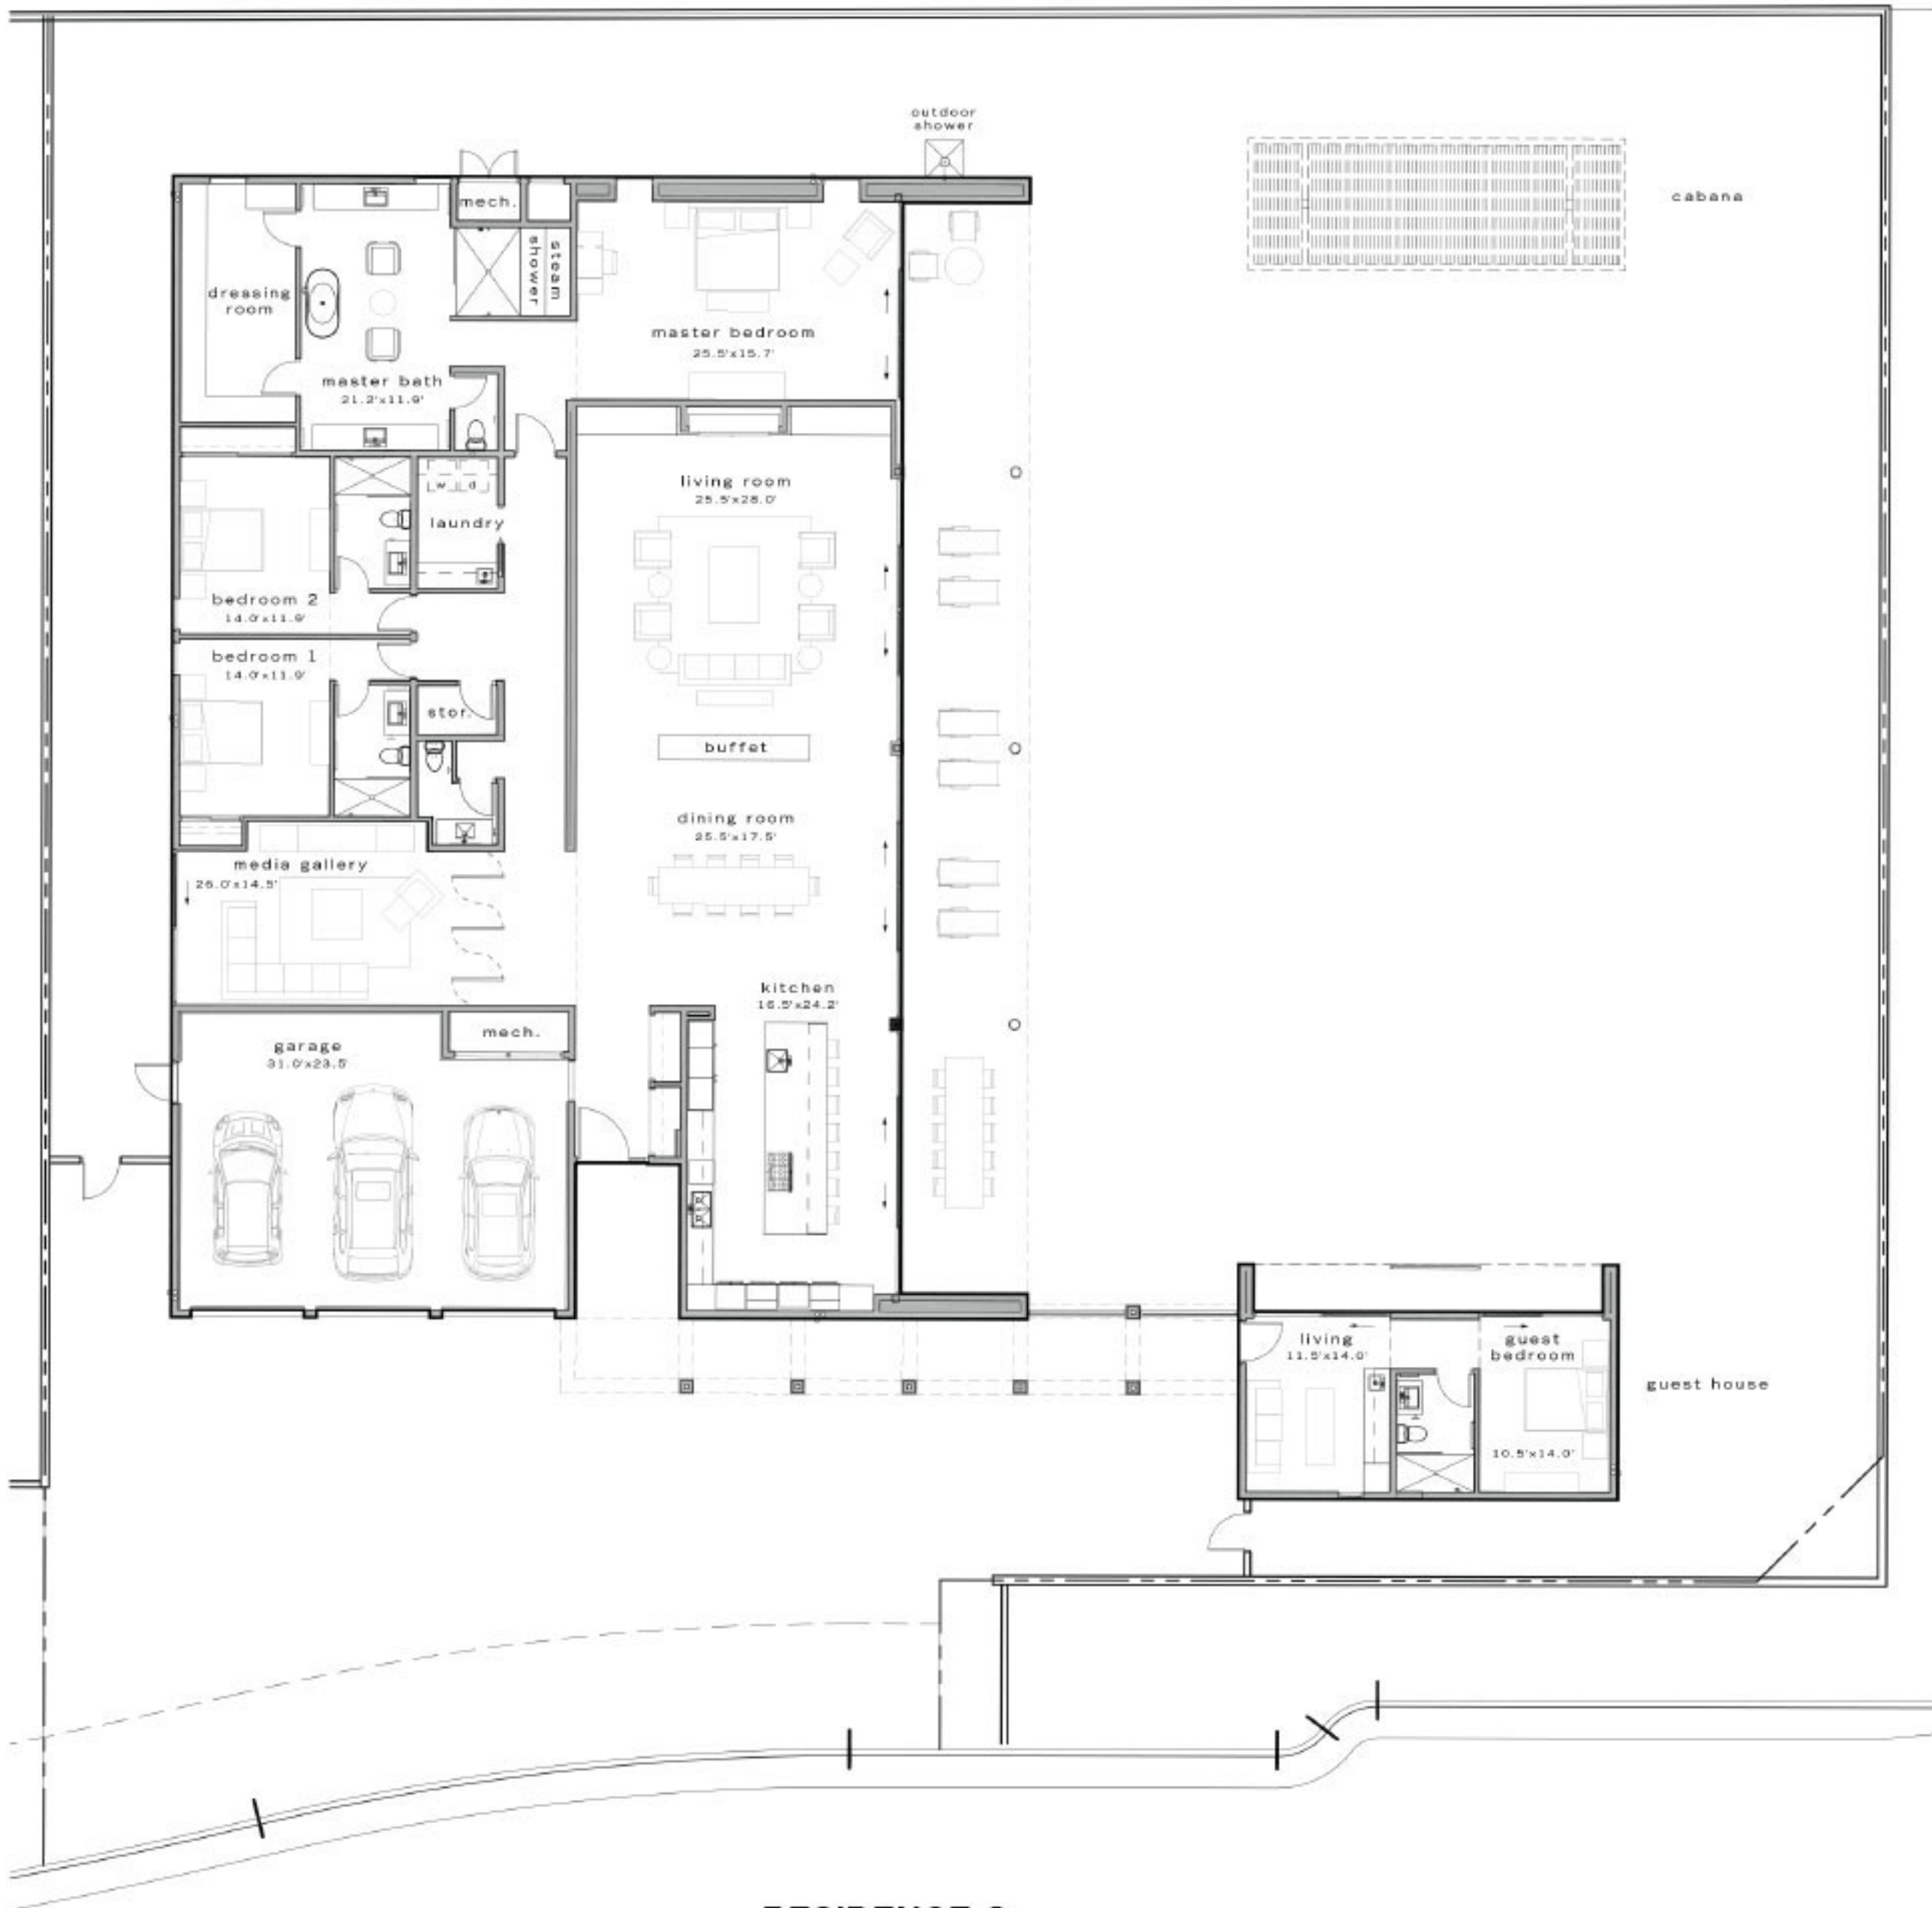 outdoor
shower
cabana
mech.
steam
shower
dressing
room
master bedroom
25.5'x15.7'
master bath
21.2'x11.9'
living room
25.5'x28.0'
w d
laundry
bedroom 2
14.0'x11.9'
bedroom 1
14.0'x11.9'
stor.
buffet
dining room
25.5'x17.5'
media gallery
26.0'x14.5'
kitchen
16.5'x24.2'
mech.
garage
31.0'x23.5'
living
11.5'x14.0'
guest
bedroom
10.5'x14.0'
guest house